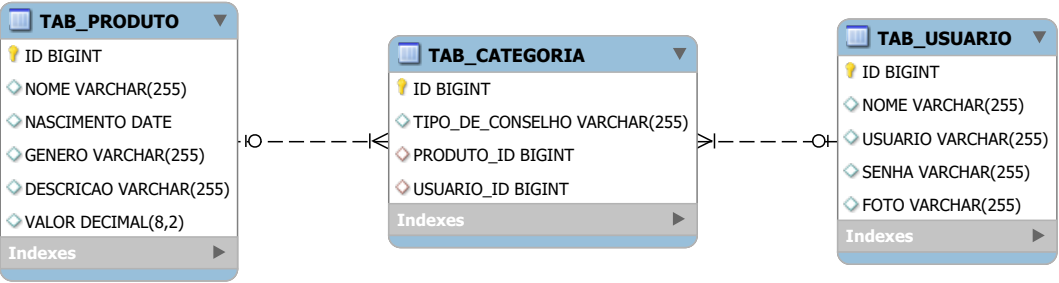 TAB_PRODUTO
ID BIGINT
NOME VARCHAR(255)
NASCIMENTO DATE
GENERO VARCHAR(255)
DESCRICAO VARCHAR(255)
VALOR DECIMAL(8,2)
Indexes
TAB_CATEGORIA
ID BIGINT
TIPO_DE_CONSELHO VARCHAR(255)
PRODUTO_ID BIGINT
USUARIO_ID BIGINT
Indexes
TAB_USUARIO
ID BIGINT
NOME VARCHAR(255)
USUARIO VARCHAR(255)
SENHA VARCHAR(255)
FOTO VARCHAR(255)
Indexes